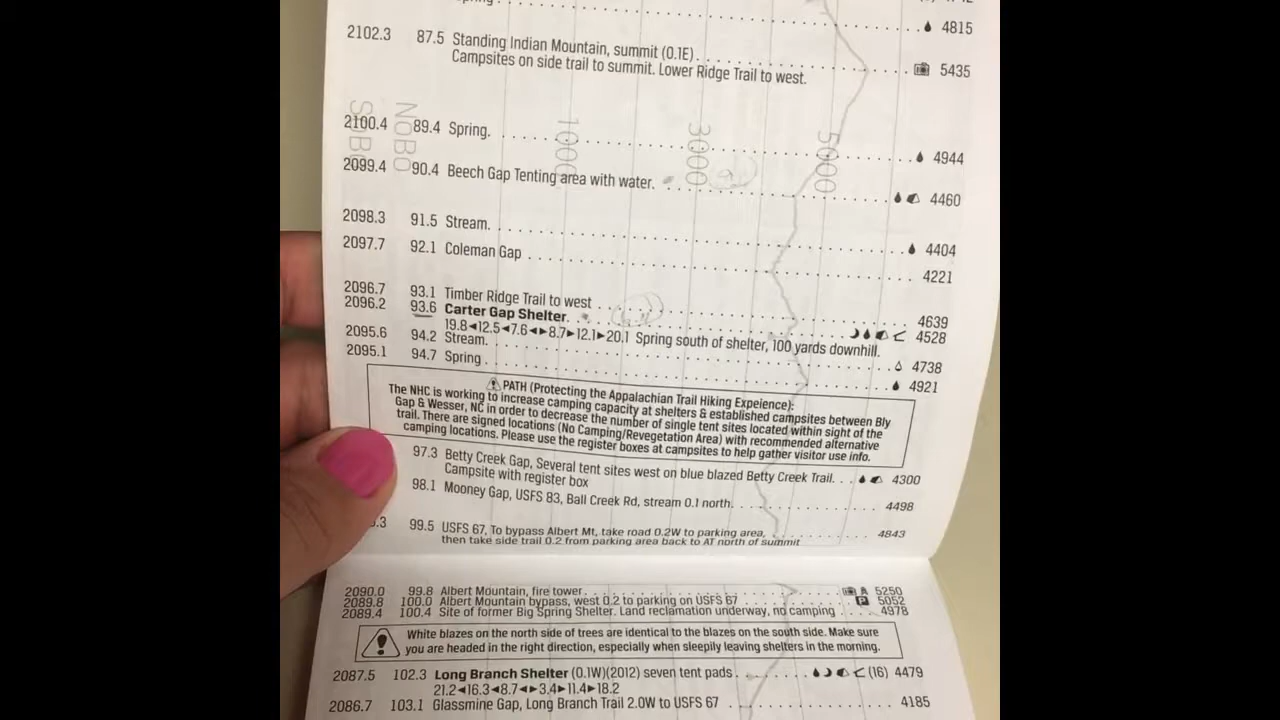 4815
2102.3 87.5 Standing Indian Mountain, summit (0.1E) 5435
Campsites on side trail to summit. Lower Ridge Trail to west.
SOBO NOBO 1000 3000 5000
2100.4 89.4 Spring. 4944
2099.4 90.4 Beech Gap Tenting area with water. 4460
2098.3 91.5 Stream. 4404
2097.7 92.1 Coleman Gap 4221
2096.7 93.1 Timber Ridge Trail to west 4639
2096.2 93.6 Carter Gap Shelter. 4528
19.8◄12.5◄7.6◄►8.7►12.1►20.1 Spring south of shelter, 100 yards downhill.
2095.6 94.2 Stream. 4738
2095.1 94.7 Spring 4921
PATH (Protecting the Appalachian Trail Hiking Expeience):
The NHC is working to increase camping capacity at shelters & established campsites between Bly
Gap & Wesser, NC in order to decrease the number of single tent sites located within sight of the
trail. There are signed locations (No Camping/Revegetation Area) with recommended alternative
camping locations. Please use the register boxes at campsites to help gather visitor use info.
97.3 Betty Creek Gap, Several tent sites west on blue blazed Betty Creek Trail. 4300
Campsite with register box
98.1 Mooney Gap, USFS 83, Ball Creek Rd, stream 0.1 north. 4498
.3 99.5 USFS 67, To bypass Albert Mt, take road 0.2W to parking area, 4843
then take side trail 0.2 from parking area back to AT north of summit
2090.0 99.8 Albert Mountain, fire tower 5250
2089.8 100.0 Albert Mountain bypass, west 0.2 to parking on USFS 67 P 5052
2089.4 100.4 Site of former Big Spring Shelter. Land reclamation underway, no camping 4978
White blazes on the north side of trees are identical to the blazes on the south side. Make sure
you are headed in the right direction, especially when sleepily leaving shelters in the morning.
2087.5 102.3 Long Branch Shelter (0.1W)(2012) seven tent pads (16) 4479
21.2◄16.3◄8.7◄►3.4►11.4►18.2
2086.7 103.1 Glassmine Gap, Long Branch Trail 2.0W to USFS 67 4185